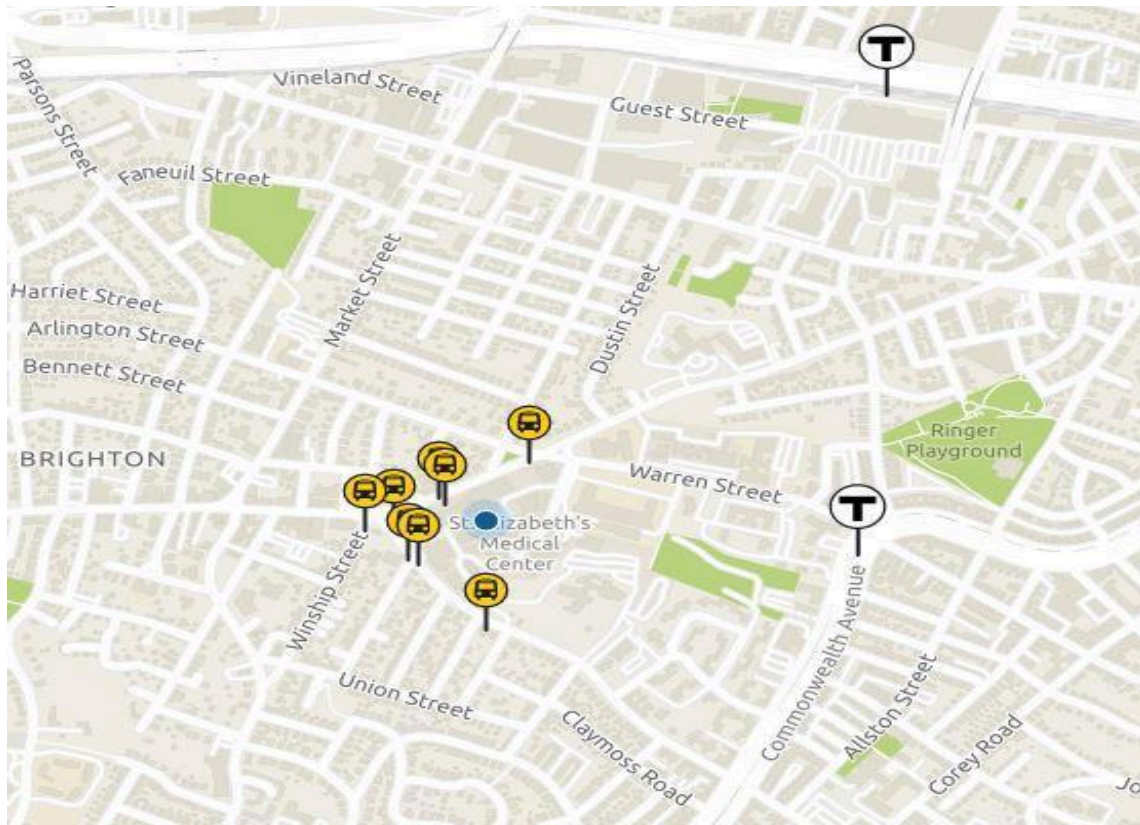 Parsons Street
Vineland Street
Guest Street
T
Faneuil Street
Market Street
Harriet Street
Arlington Street
Bennett Street
Dustin Street
BRIGHTON
Ringer
Playground
Warren Street
T
St. Elizabeth's
Medical
Center
Winship Street
Union Street
Claymoss Road
Commonwealth Avenue
Allston Street
Corey Road
Jo